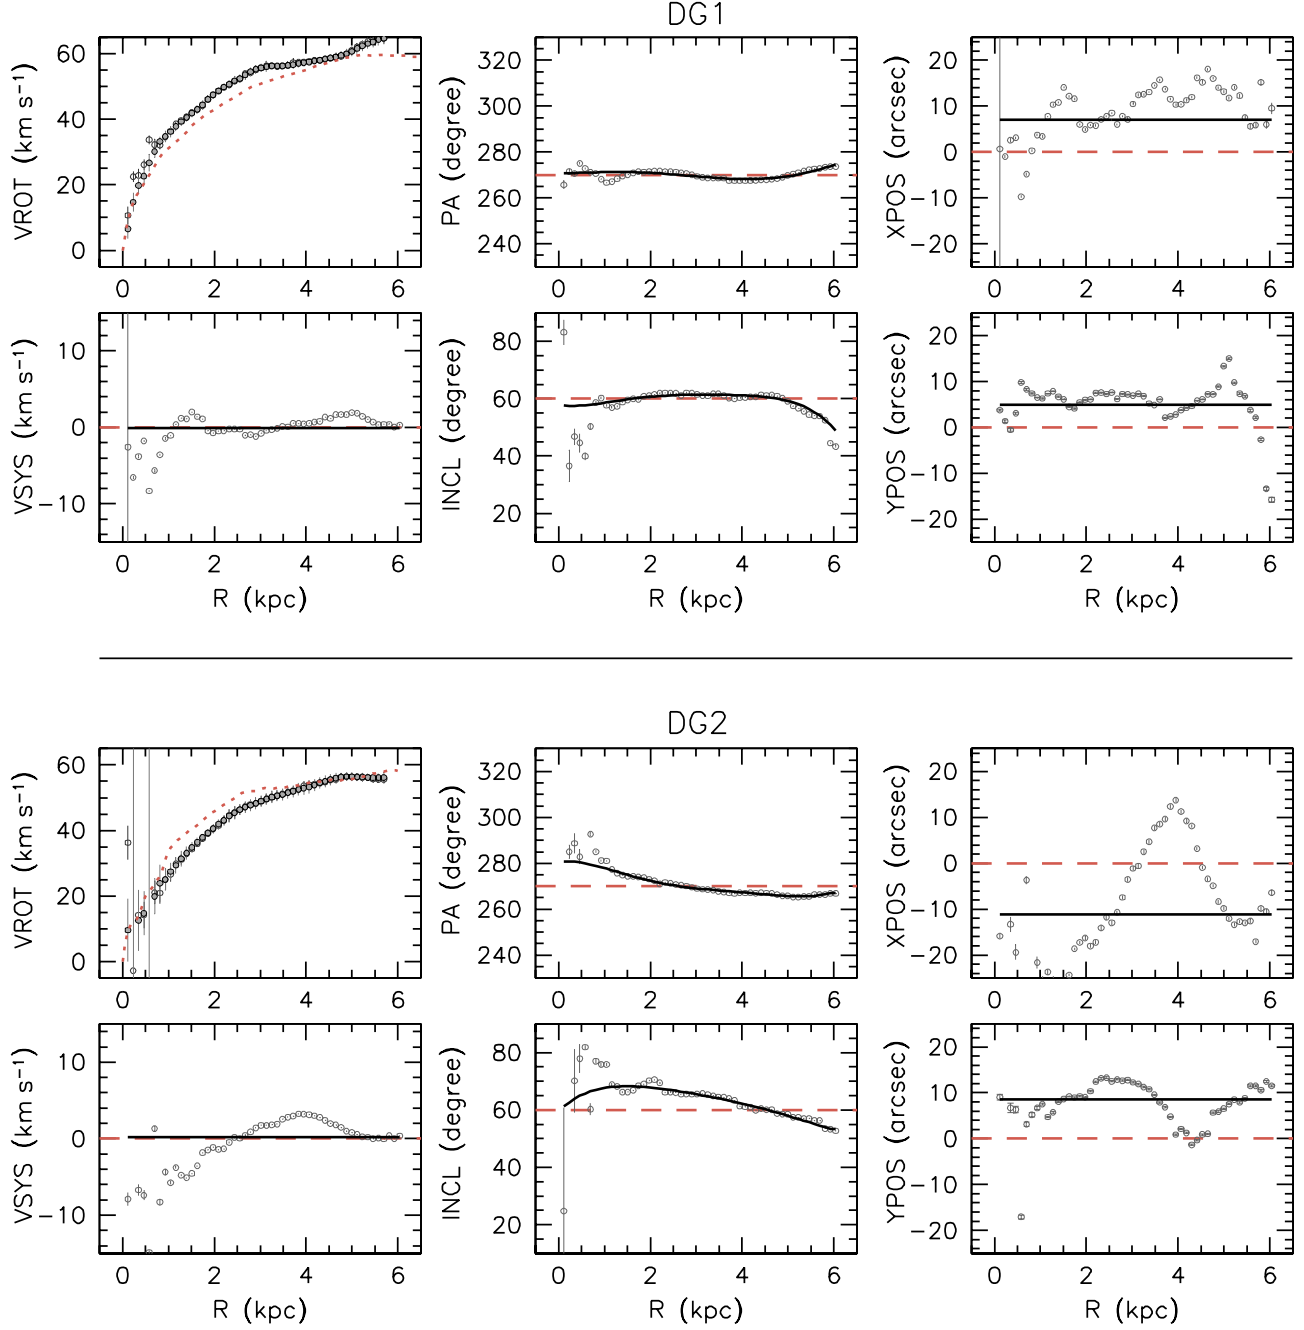 DG1
VROT (km s⁻¹)
60
40
20
0
0 2 4 6
PA (degree)
320
300
280
260
240
0 2 4 6
XPOS (arcsec)
20
10
0
−10
−20
0 2 4 6
VSYS (km s⁻¹)
10
0
−10
0 2 4 6
R (kpc)
INCL (degree)
80
60
40
20
0 2 4 6
R (kpc)
YPOS (arcsec)
20
10
0
−10
−20
0 2 4 6
R (kpc)
DG2
VROT (km s⁻¹)
60
40
20
0
0 2 4 6
PA (degree)
320
300
280
260
240
0 2 4 6
XPOS (arcsec)
20
10
0
−10
−20
0 2 4 6
VSYS (km s⁻¹)
10
0
−10
0 2 4 6
R (kpc)
INCL (degree)
80
60
40
20
0 2 4 6
R (kpc)
YPOS (arcsec)
20
10
0
−10
−20
0 2 4 6
R (kpc)